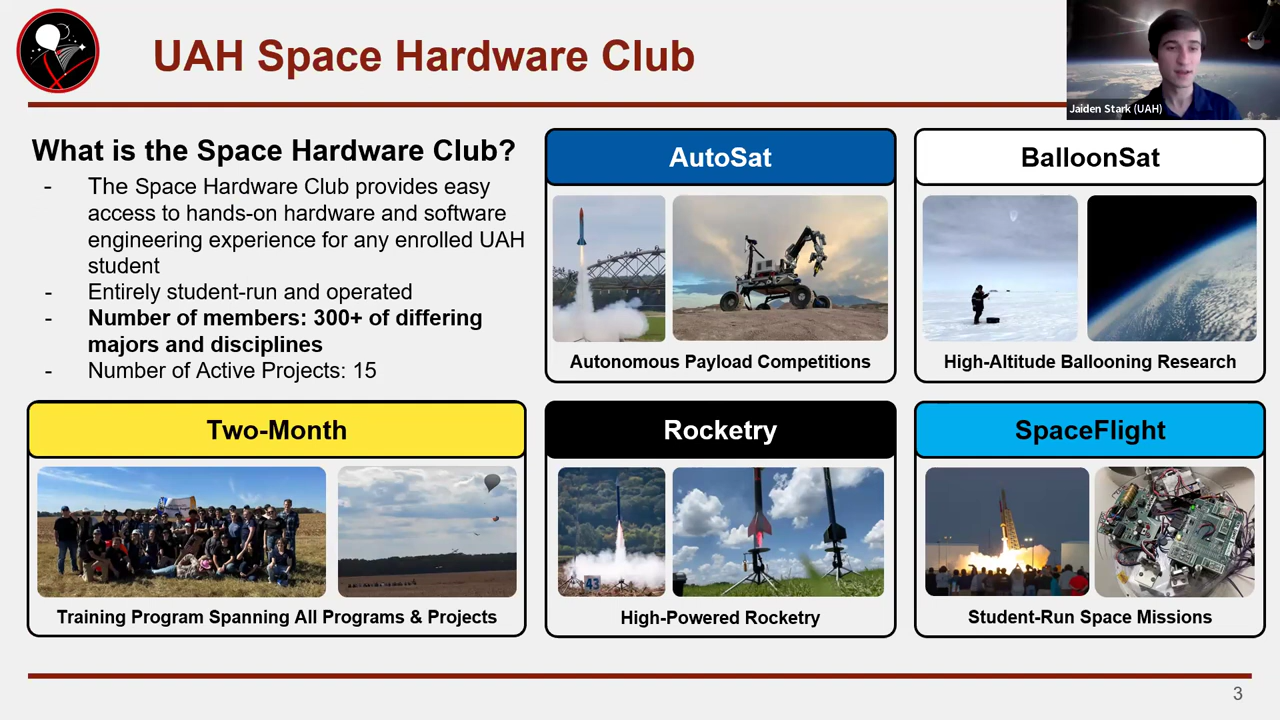 UAH Space Hardware Club
Jaiden Stark (UAH)
What is the Space Hardware Club?
- The Space Hardware Club provides easy
access to hands-on hardware and software
engineering experience for any enrolled UAH
student
- Entirely student-run and operated
- Number of members: 300+ of differing
majors and disciplines
- Number of Active Projects: 15
AutoSat
Autonomous Payload Competitions
BalloonSat
High-Altitude Ballooning Research
Two-Month
Training Program Spanning All Programs & Projects
Rocketry
43
High-Powered Rocketry
SpaceFlight
Student-Run Space Missions
3